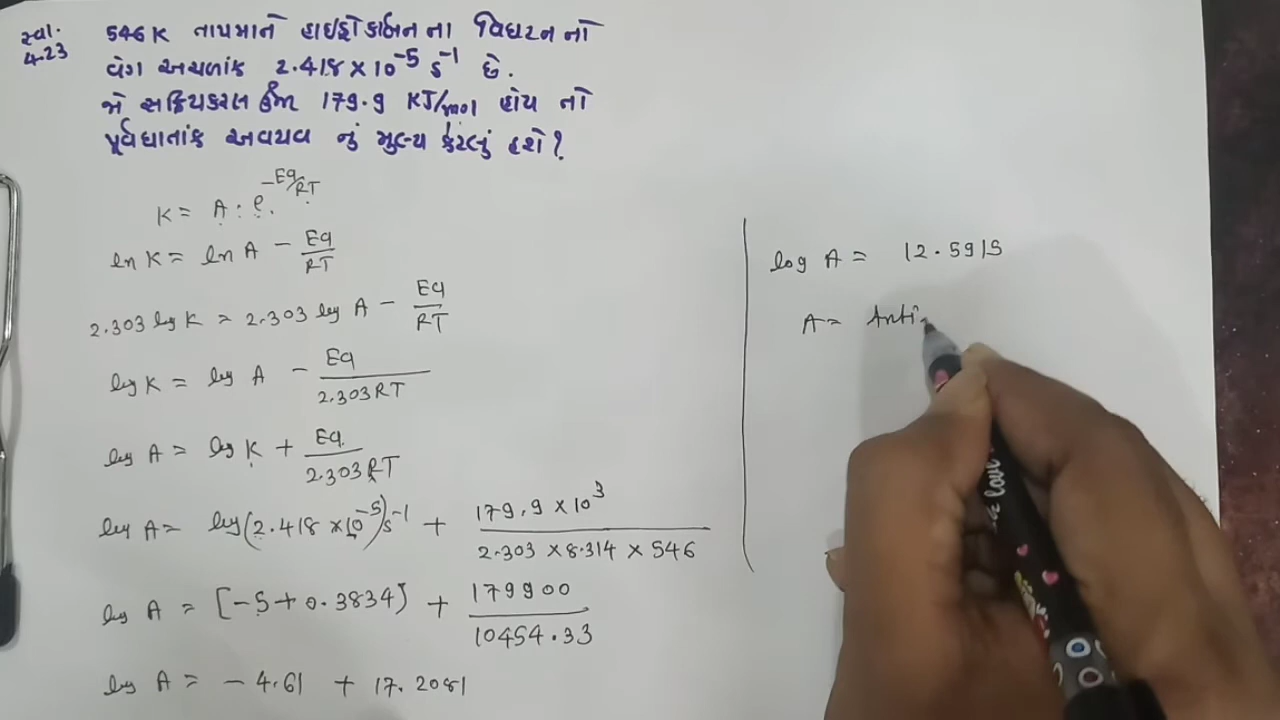 સ્વા.
4.23
546 K તાપમાને હાઇડ્રોકાર્બન ના વિઘટન નો
વેગ અચળાંક 2.418 × 10⁻⁵ s⁻¹ છે.
જો સક્રિયકરણ ઊર્જા 179.9 KJ/mol હોય તો
પૂર્વઘાતાંક અવયવ નું મુલ્ય કેટલું હશે?
K = A · e^(-Ea/RT)
ln K = ln A - Ea/RT
2.303 log K = 2.303 log A - Ea/RT
log K = log A - Ea/2.303RT
log A = log K + Ea/2.303RT
log A = log(2.418 × 10⁻⁵)s⁻¹ + 179.9 × 10³/2.303 × 8.314 × 546
log A = [-5 + 0.3834] + 179900/10454.33
log A = - 4.61 + 17.2081
log A = 12.5915
A = Anti
love